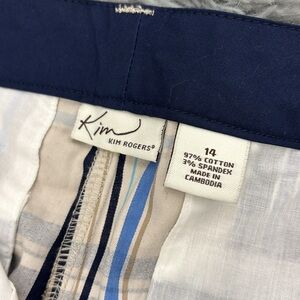 Kim
KIM ROGERS®
14
97% COTTON
3% SPANDEX
MADE IN
CAMBODIA